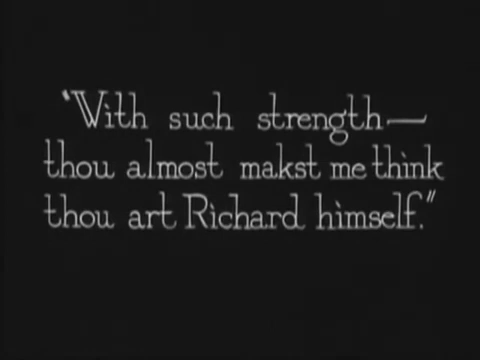 "With such strength—
thou almost makst me think
thou art Richard himself."